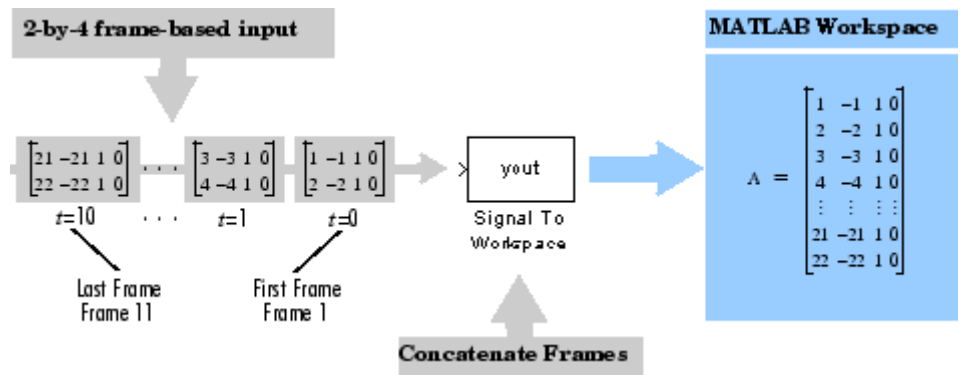 2-by-4 frame-based input
MATLAB Workspace
21 -21 1 0
22 -22 1 0
. . . .
3 -3 1 0
4 -4 1 0
1 -1 1 0
2 -2 1 0
t=10
. . . .
t=1
t=0
Last Frame
Frame 11
First Frame
Frame 1
yout
Signal To
Workspace
Concatenate Frames
A =
1 -1 1 0
2 -2 1 0
3 -3 1 0
4 -4 1 0
⋮ ⋮ ⋮ ⋮
21 -21 1 0
22 -22 1 0